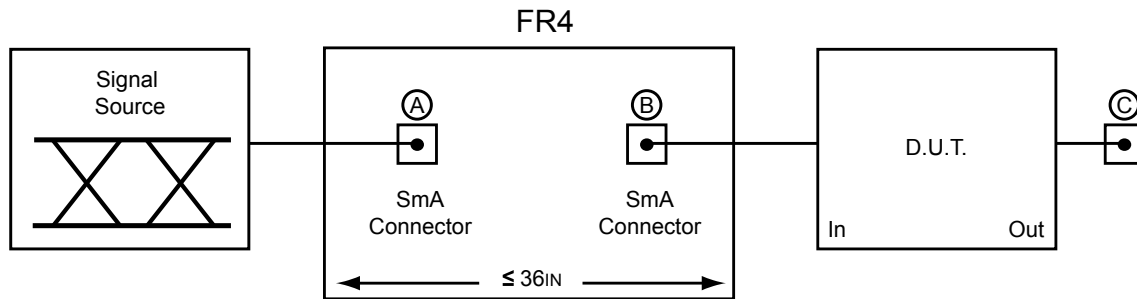 FR4
Signal
Source
A
B
C
D.U.T.
SmA
Connector
SmA
Connector
In
Out
≤ 36IN